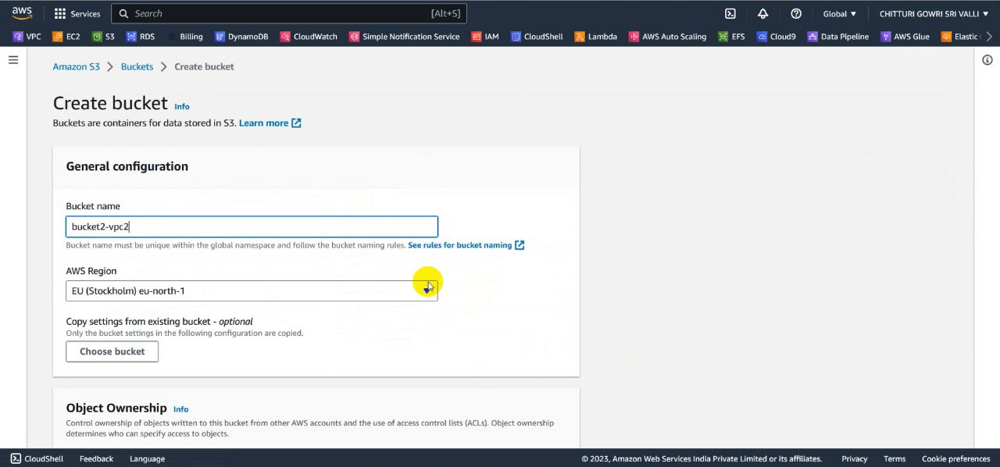 aws Services Search [Alt+S] Global CHITTURI GOWRI SRI VALLI
VPC EC2 S3 RDS Billing DynamoDB CloudWatch Simple Notification Service IAM CloudShell Lambda AWS Auto Scaling EFS Cloud9 Data Pipeline AWS Glue Elastic
Amazon S3 Buckets Create bucket
Create bucket Info
Buckets are containers for data stored in S3. Learn more
General configuration
Bucket name
bucket2-vpc2
Bucket name must be unique within the global namespace and follow the bucket naming rules. See rules for bucket naming
AWS Region
EU (Stockholm) eu-north-1
Copy settings from existing bucket - optional
Only the bucket settings in the following configuration are copied.
Choose bucket
Object Ownership Info
Control ownership of objects written to this bucket from other AWS accounts and the use of access control lists (ACLs). Object ownership
determines who can specify access to objects.
CloudShell Feedback Language © 2023, Amazon Web Services India Private Limited or its affiliates. Privacy Terms Cookie preferences